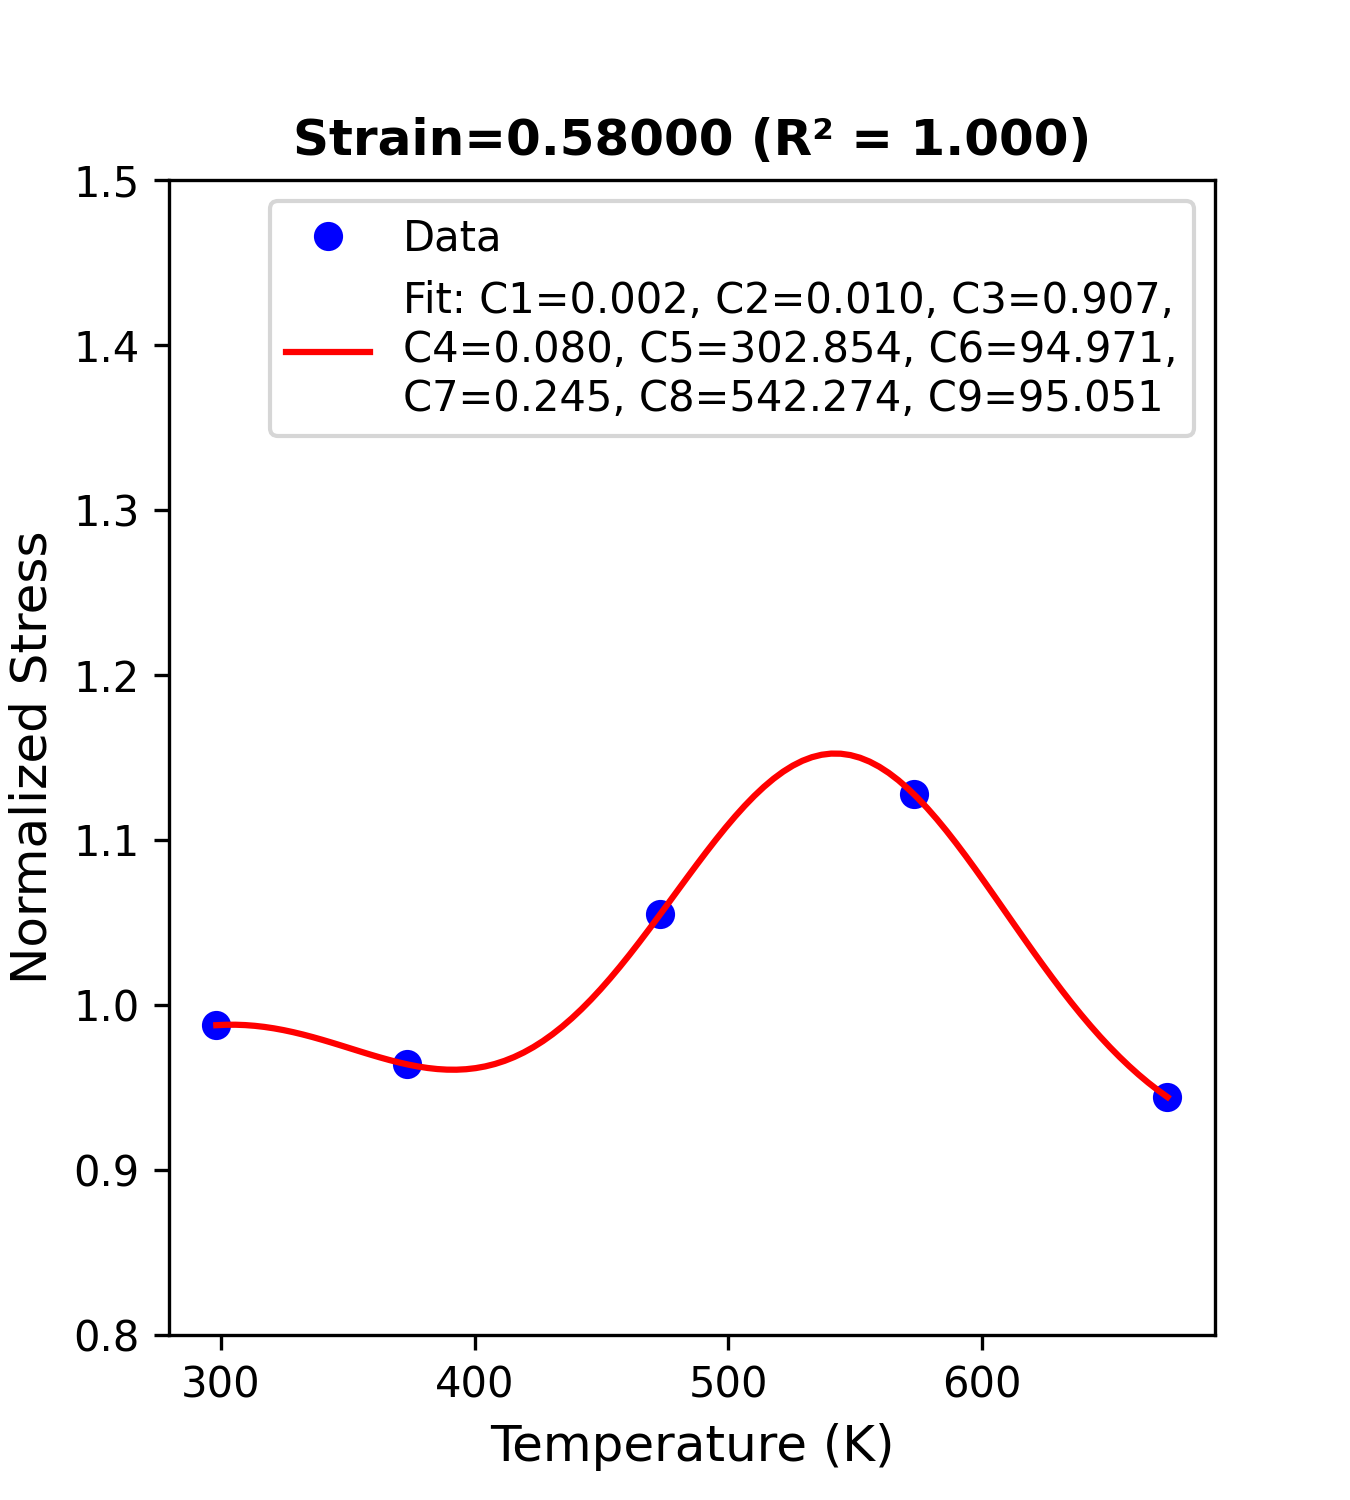 Strain=0.58000 (R² = 1.000)
1.5
1.4
1.3
1.2
1.1
1.0
0.9
0.8
Data
Fit: C1=0.002, C2=0.010, C3=0.907,
C4=0.080, C5=302.854, C6=94.971,
C7=0.245, C8=542.274, C9=95.051
Normalized Stress
300 400 500 600
Temperature (K)